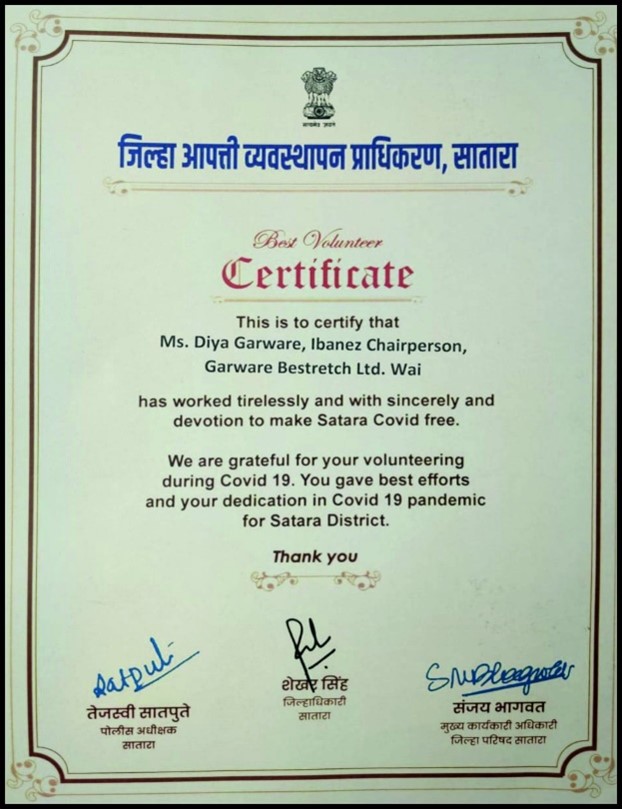 सत्यमेव जयते
जिल्हा आपत्ती व्यवस्थापन प्राधिकरण, सातारा
Best Volunteer
Certificate
This is to certify that
Ms. Diya Garware, Ibanez Chairperson,
Garware Bestretch Ltd. Wai
has worked tirelessly and with sincerely and
devotion to make Satara Covid free.
We are grateful for your volunteering
during Covid 19. You gave best efforts
and your dedication in Covid 19 pandemic
for Satara District.
Thank you
तेजस्वी सातपुते
पोलीस अधीक्षक
सातारा
शेखर सिंह
जिल्हाधिकारी
सातारा
संजय भागवत
मुख्य कार्यकारी अधिकारी
जिल्हा परिषद सातारा